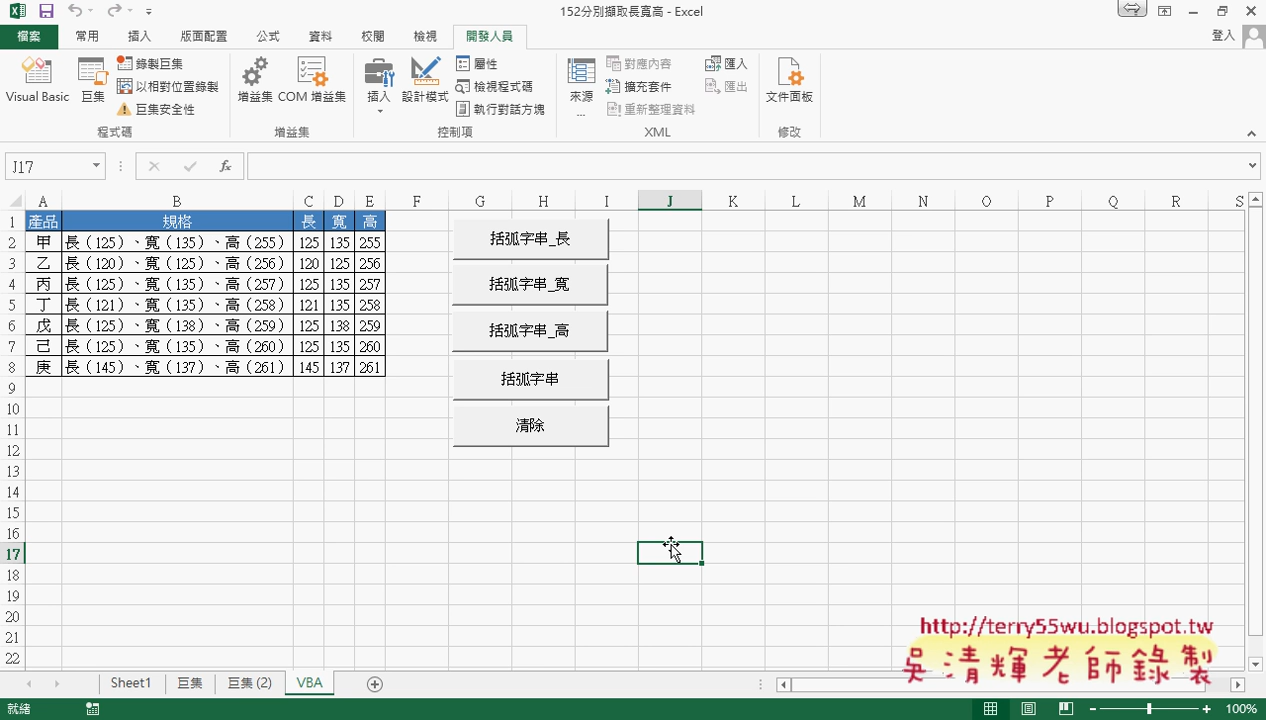 152分別擷取長寬高 - Excel
檔案 常用 插入 版面配置 公式 資料 校閱 檢視 開發人員 登入
Visual Basic 巨集 錄製巨集 以相對位置錄製 巨集安全性 增益集 COM 增益集 插入 設計模式 屬性 檢視程式碼 執行對話方塊 來源 ... 對應內容 擴充套件 重新整理資料 匯入 匯出 文件面板
程式碼 增益集 控制項 XML 修改
J17 fx
A B C D E F G H I J K L M N O P Q R S
1 產品 規格 長 寬 高
2 甲 長（125）、寬（135）、高（255） 125 135 255
3 乙 長（120）、寬（125）、高（256） 120 125 256
4 丙 長（125）、寬（135）、高（257） 125 135 257
5 丁 長（121）、寬（135）、高（258） 121 135 258
6 戊 長（125）、寬（138）、高（259） 125 138 259
7 己 長（125）、寬（135）、高（260） 125 135 260
8 庚 長（145）、寬（137）、高（261） 145 137 261
括弧字串_長
括弧字串_寬
括弧字串_高
括弧字串
清除
9
10
11
12
13
14
15
16
17
18
19
20
21
22
http://terry55wu.blogspot.tw
吳清輝老師錄製
Sheet1 巨集 巨集 (2) VBA
就緒 100%